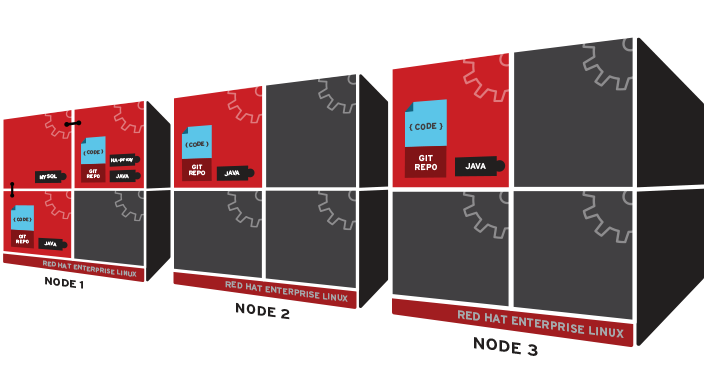 MYSQL
{CODE}
GIT
REPO
HA-proxy
JAVA
{CODE}
GIT
REPO
JAVA
RED HAT ENTERPRISE LINUX
NODE 1
{CODE}
GIT
REPO
JAVA
RED HAT ENTERPRISE LINUX
NODE 2
{CODE}
GIT
REPO
JAVA
RED HAT ENTERPRISE LINUX
NODE 3